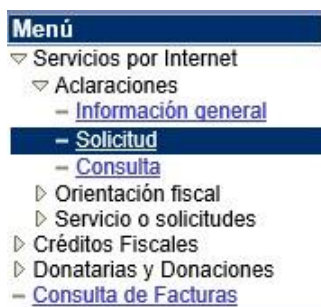 Menú
Servicios por Internet
Aclaraciones
– Información general
– Solicitud
– Consulta
Orientación fiscal
Servicio o solicitudes
Créditos Fiscales
Donatarias y Donaciones
– Consulta de Facturas